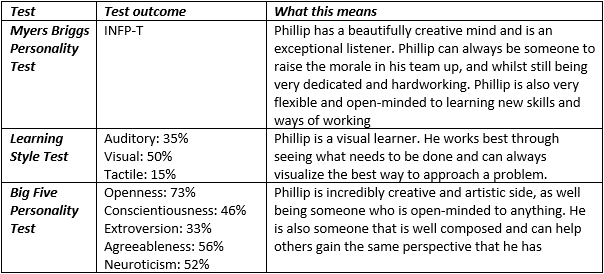 Test Test outcome What this means
Myers Briggs Personality Test INFP-T Phillip has a beautifully creative mind and is an
exceptional listener. Phillip can always be someone to
raise the morale in his team up, and whilst still being
very dedicated and hardworking. Phillip is also very
flexible and open-minded to learning new skills and
ways of working
Learning Style Test
Auditory: 35%
Visual: 50%
Tactile: 15%
Phillip is a visual learner. He works best through
seeing what needs to be done and can always
visualize the best way to approach a problem.
Big Five
Personality
Test
Openness: 73%
Conscientiousness: 46%
Extroversion: 33%
Agreeableness: 56%
Neuroticism: 52%
Phillip is incredibly creative and artistic side, as well
being someone who is open-minded to anything. He
is also someone that is well composed and can help
others gain the same perspective that he has